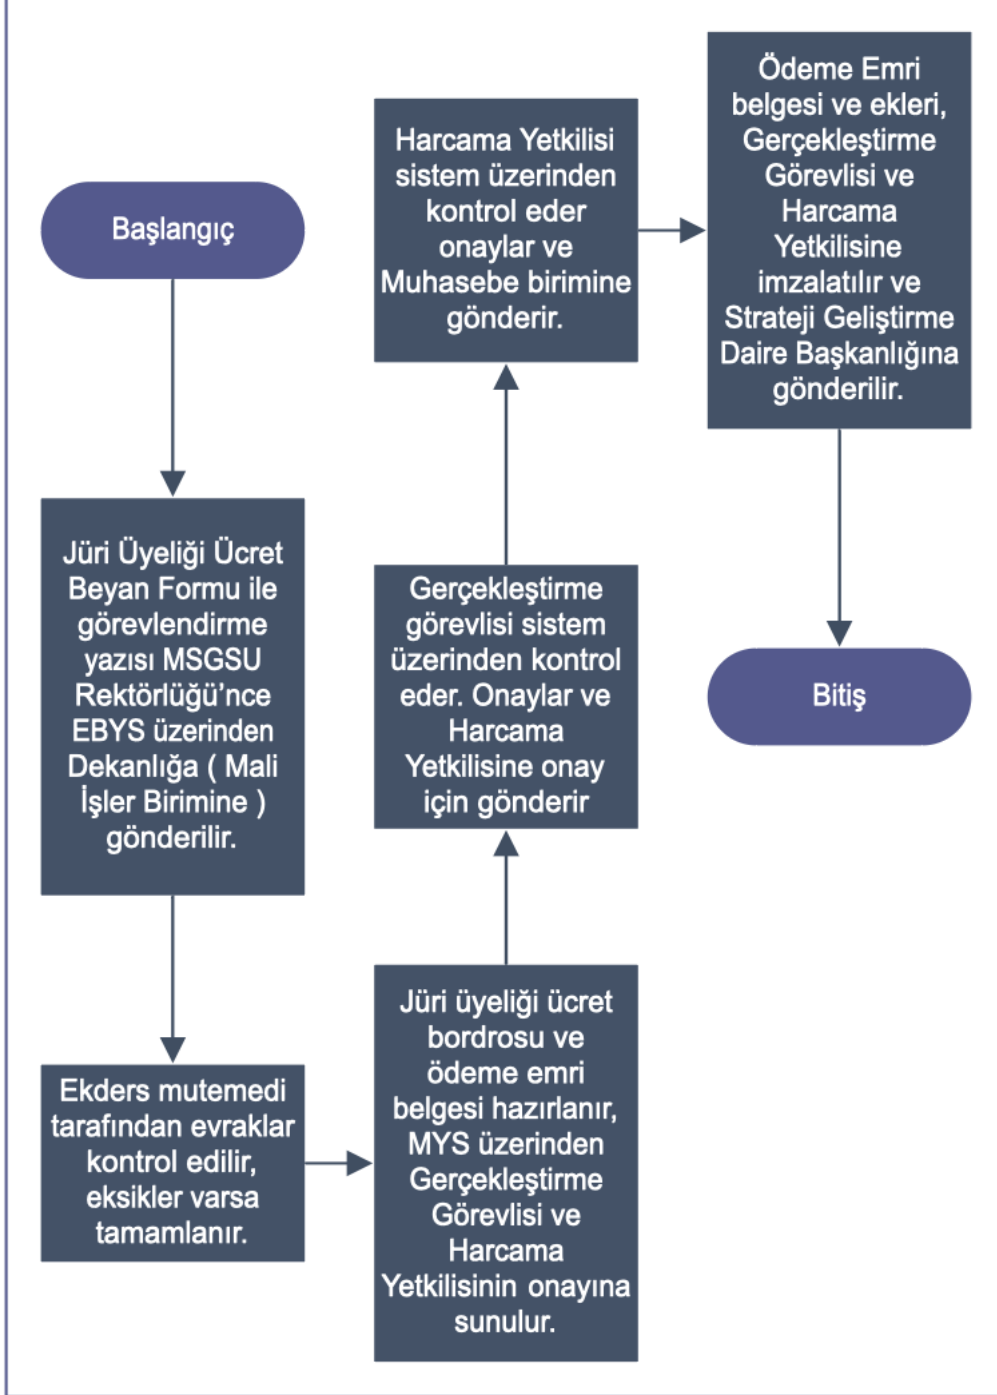 Başlangıç
Jüri Üyeliği Ücret
Beyan Formu ile
görevlendirme
yazısı MSGSU
Rektörlüğü’nce
EBYS üzerinden
Dekanlığa ( Mali
İşler Birimine )
gönderilir.
Ekders mutemedi
tarafından evraklar
kontrol edilir,
eksikler varsa
tamamlanır.
Jüri üyeliği ücret
bordrosu ve
ödeme emri
belgesi hazırlanır,
MYS üzerinden
Gerçekleştirme
Görevlisi ve
Harcama
Yetkilisinin onayına
sunulur.
Gerçekleştirme
görevlisi sistem
üzerinden kontrol
eder. Onaylar ve
Harcama
Yetkilisine onay
için gönderir
Harcama Yetkilisi
sistem üzerinden
kontrol eder
onaylar ve
Muhasebe birimine
gönderir.
Ödeme Emri
belgesi ve ekleri,
Gerçekleştirme
Görevlisi ve
Harcama
Yetkilisine
imzalatılır ve
Strateji Geliştirme
Daire Başkanlığına
gönderilir.
Bitiş